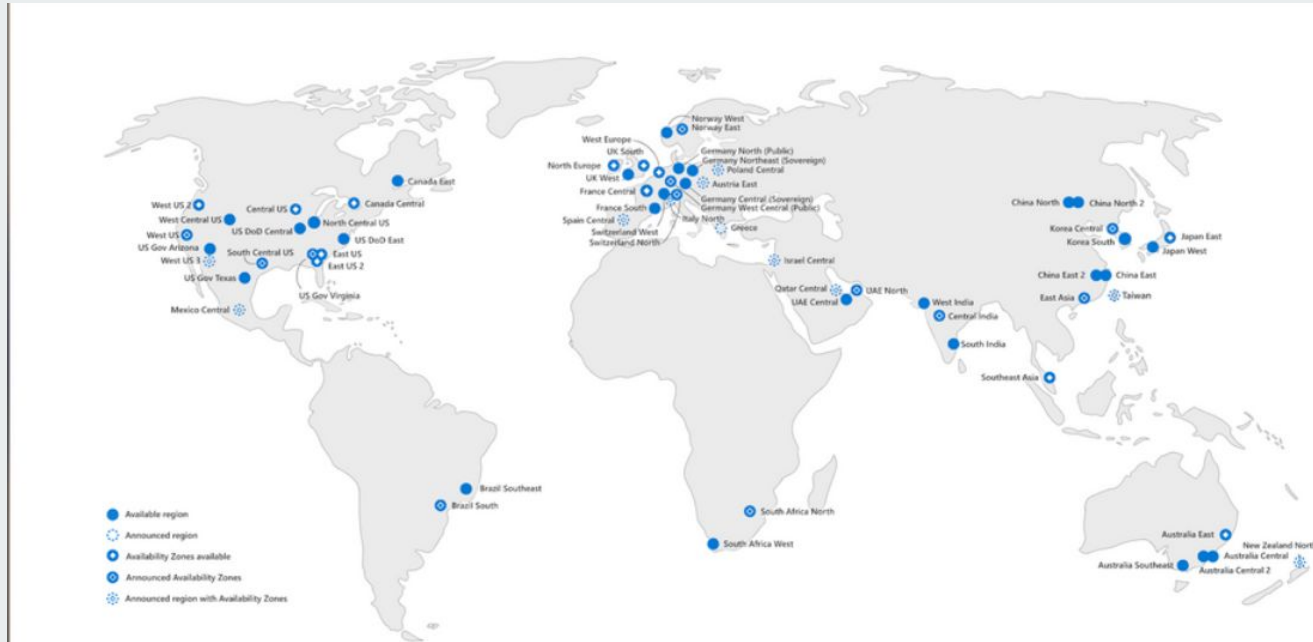 Norway West
Norway East
West Europe
UK South
Germany North (Public)
Germany Northeast (Sovereign)
North Europe
Poland Central
UK West
Austria East
France Central
Germany Central (Sovereign)
Germany West Central (Public)
France South
Italy North
Spain Central
Switzerland West
Greece
Switzerland North
Canada East
West US 2
Central US
Canada Central
West Central US
North Central US
US DoD Central
West US
US DoD East
US Gov Arizona
South Central US
East US
West US 3
East US 2
US Gov Texas
US Gov Virginia
Mexico Central
Israel Central
Qatar Central
UAE North
UAE Central
West India
Central India
South India
China North
China North 2
Korea Central
Japan East
Korea South
Japan West
China East 2
China East
East Asia
Taiwan
Southeast Asia
Brazil Southeast
Brazil South
South Africa North
South Africa West
Australia East
New Zealand North
Australia Central
Australia Southeast
Australia Central 2
Available region
Announced region
Availability Zones available
Announced Availability Zones
Announced region with Availability Zones